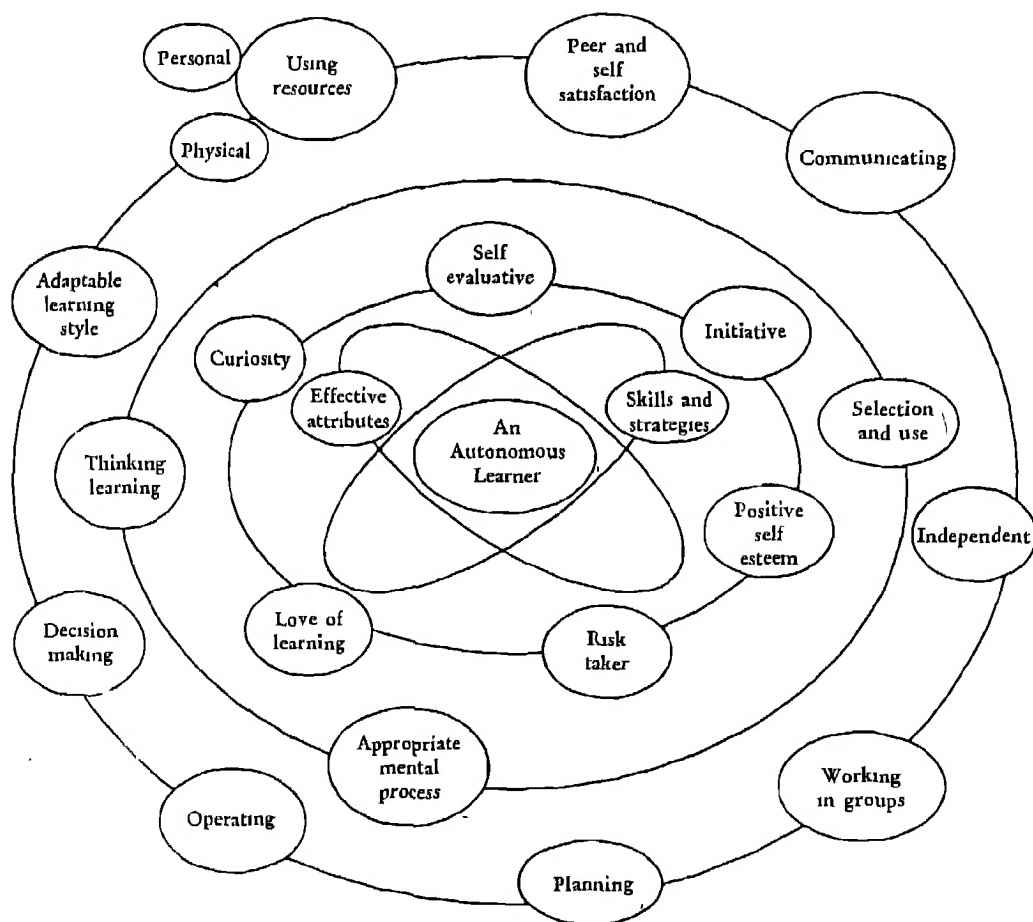 Personal
Using
resources
Peer and
self
satisfaction
Physical
Communicating
Adaptable
learning
style
Self
evaluative
Curiosity
Initiative
Effective
attributes
Skills and
strategies
An
Autonomous
Learner
Selection
and use
Thinking
learning
Positive
self
esteem
Independent
Love of
learning
Risk
taker
Decision
making
Appropriate
mental
process
Working
in groups
Operating
Planning